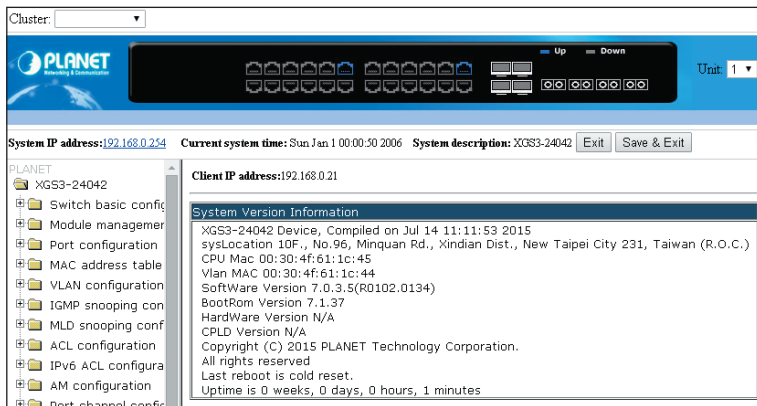 Cluster:
PLANET
Networking & Communication
Up Down
Unit: 1
System IP address:192.168.0.254 Current system time: Sun Jan 1 00:00:50 2006 System description: XGS3-24042 Exit Save & Exit
PLANET
XGS3-24042
Switch basic config
Module managemen
Port configuration
MAC address table
VLAN configuration
IGMP snooping con
MLD snooping conf
ACL configuration
IPv6 ACL configura
AM configuration
Port channel config
Client IP address:192.168.0.21
System Version Information
XGS3-24042 Device, Compiled on Jul 14 11:11:53 2015
sysLocation 10F., No.96, Minquan Rd., Xindian Dist., New Taipei City 231, Taiwan (R.O.C.)
CPU Mac 00:30:4f:61:1c:45
Vlan MAC 00:30:4f:61:1c:44
SoftWare Version 7.0.3.5(R0102.0134)
BootRom Version 7.1.37
HardWare Version N/A
CPLD Version N/A
Copyright (C) 2015 PLANET Technology Corporation.
All rights reserved
Last reboot is cold reset.
Uptime is 0 weeks, 0 days, 0 hours, 1 minutes